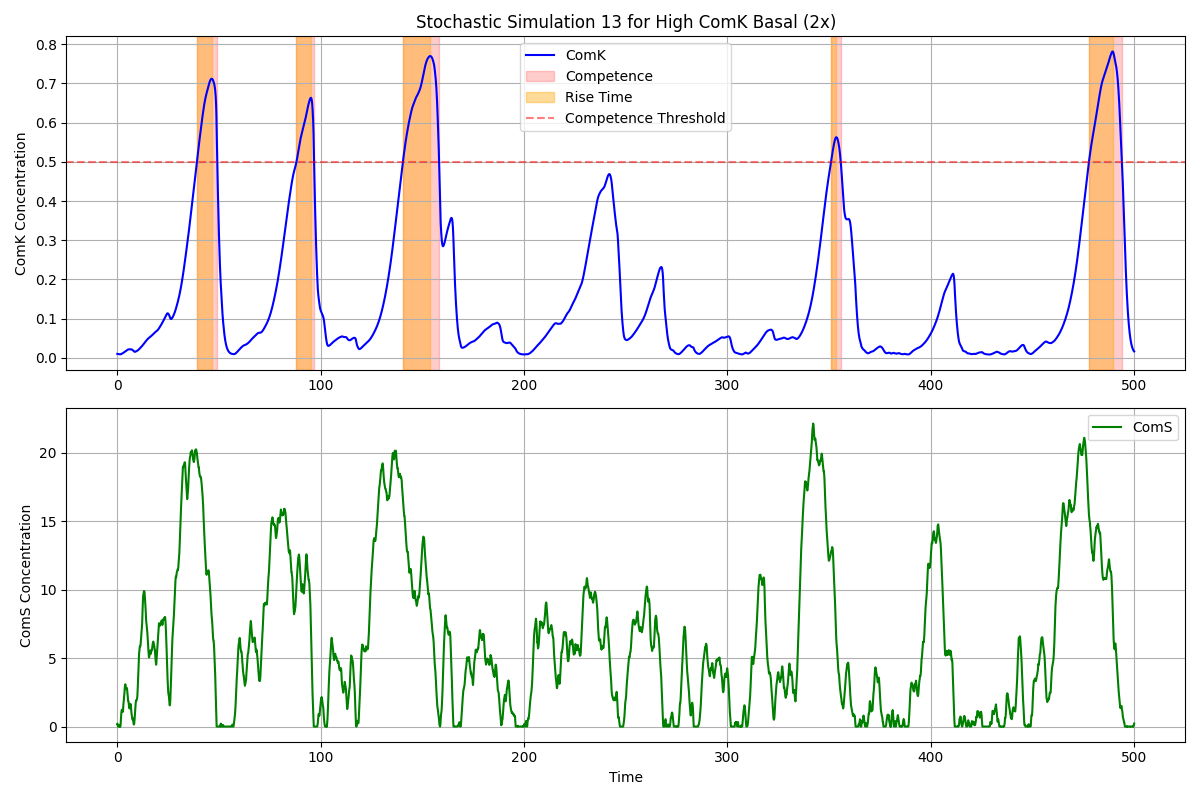 Stochastic Simulation 13 for High ComK Basal (2x)
ComK Concentration
0.8
0.7
0.6
0.5
0.4
0.3
0.2
0.1
0.0
ComK
Competence
Rise Time
Competence Threshold
0 100 200 300 400 500
ComS Concentration
20
15
10
5
0
ComS
0 100 200 300 400 500
Time